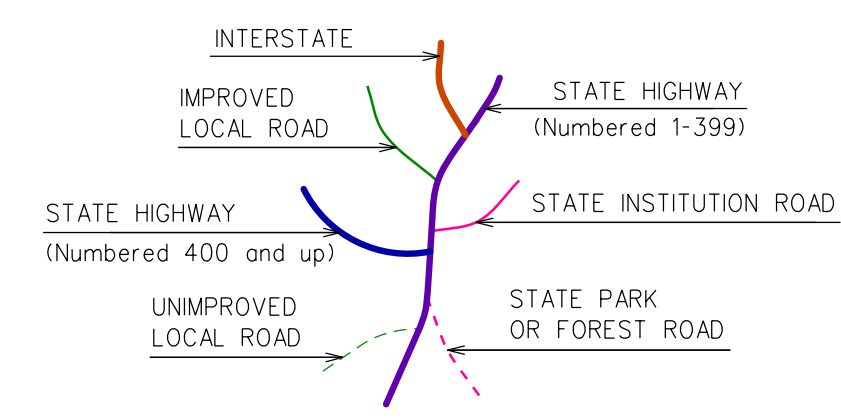 INTERSTATE
STATE HIGHWAY
(Numbered 1-399)
IMPROVED
LOCAL ROAD
STATE INSTITUTION ROAD
STATE HIGHWAY
(Numbered 400 and up)
STATE PARK
OR FOREST ROAD
UNIMPROVED
LOCAL ROAD